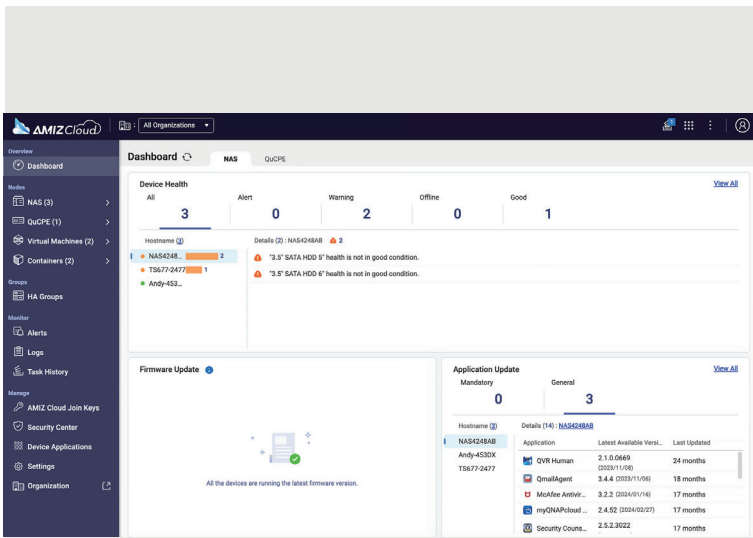 AMIZCloud
All Organizations
1
Overview
Dashboard
Nodes
NAS (3)
QuCPE (1)
Virtual Machines (2)
Containers (2)
Groups
HA Groups
Monitor
Alerts
Logs
Task History
Manage
AMIZ Cloud Join Keys
Security Center
Device Applications
Settings
Organization
Dashboard
NAS QuCPE
Device Health View All
All Alert Warning Offline Good
3 0 2 0 1
Hostname (3) Details (2) : NAS4248AB 2
NAS4248... 2 "3.5" SATA HDD 5" health is not in good condition.
TS677-2477 1 "3.5" SATA HDD 6" health is not in good condition.
Andy-453...
Firmware Update
All the devices are running the latest firmware version.
Application Update View All
Mandatory General
0 3
Hostname (3) Details (14) : NAS4248AB
NAS4248AB
Andy-453DX
TS677-2477
Application Latest Available Versi... Last Updated
QVR Human 2.1.0.0669 (2023/11/08) 24 months
QmailAgent 3.4.4 (2023/11/06) 18 months
McAfee Antivir... 3.2.2 (2024/01/16) 17 months
myQNAPcloud ... 2.4.52 (2024/02/27) 17 months
Security Couns... 2.5.2.3022 17 months